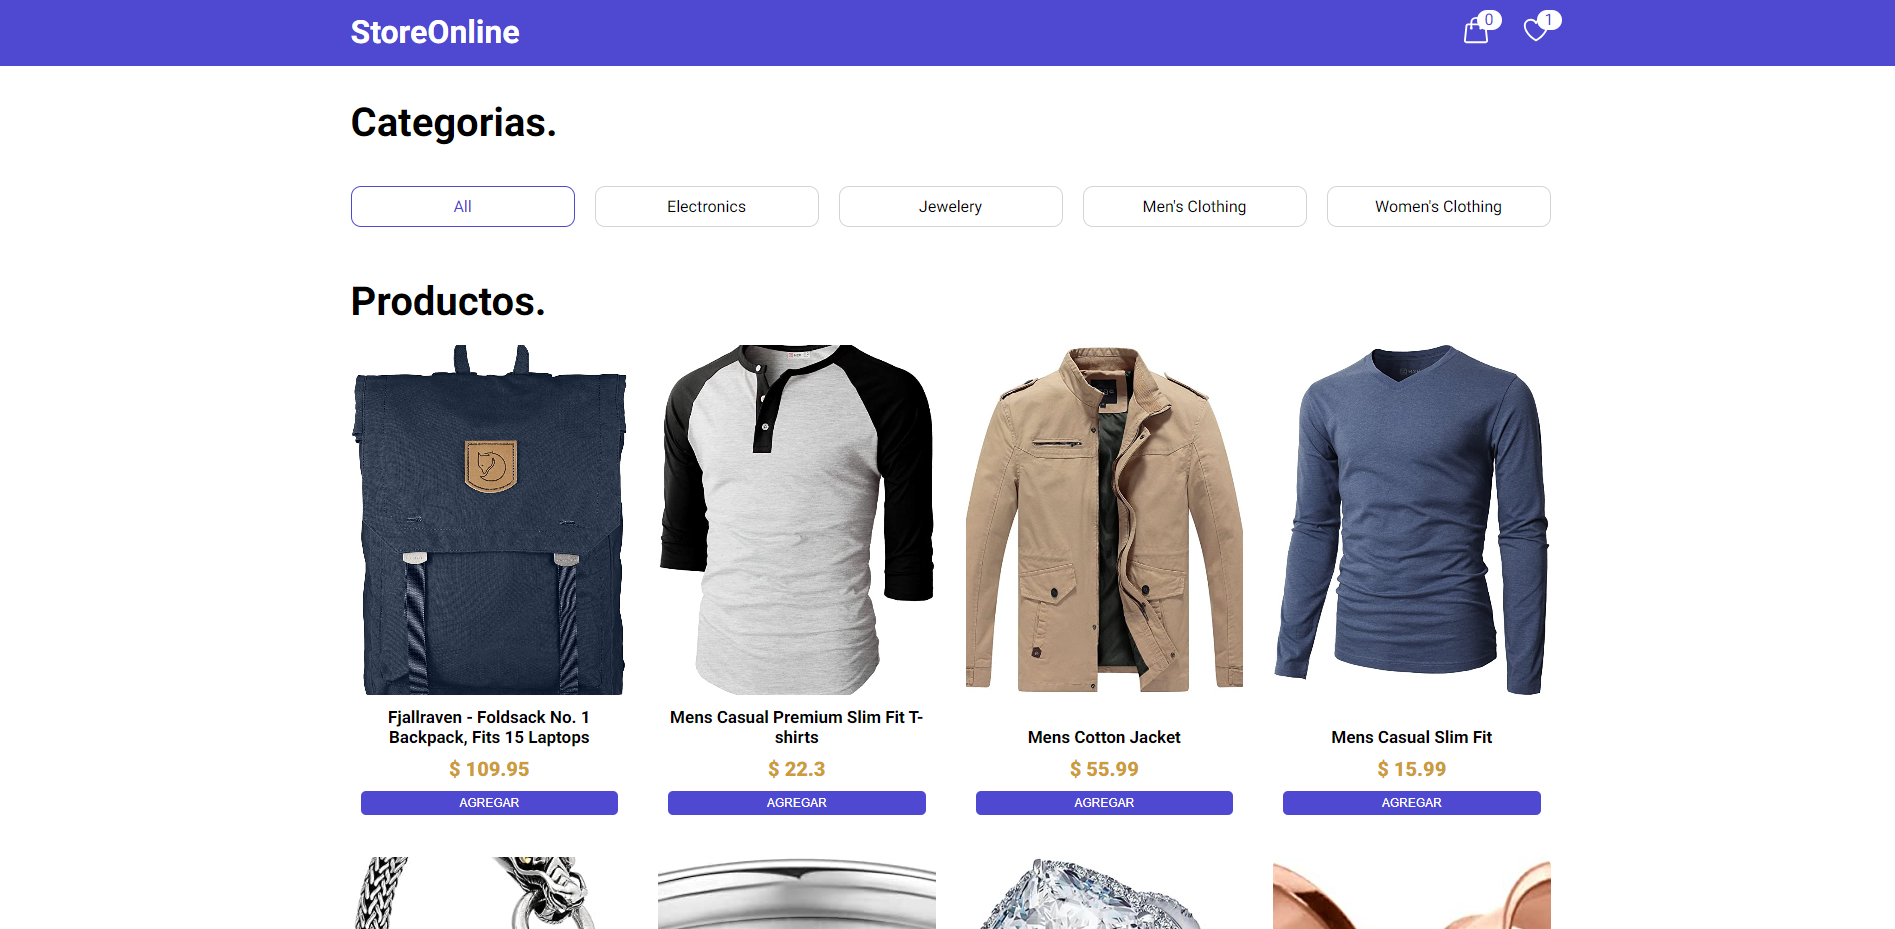 StoreOnline
0
1
Categorias.
All
Electronics
Jewelery
Men's Clothing
Women's Clothing
Productos.
Fjallraven - Foldsack No. 1
Backpack, Fits 15 Laptops
$ 109.95
AGREGAR
Mens Casual Premium Slim Fit T-
shirts
$ 22.3
AGREGAR
Mens Cotton Jacket
$ 55.99
AGREGAR
Mens Casual Slim Fit
$ 15.99
AGREGAR